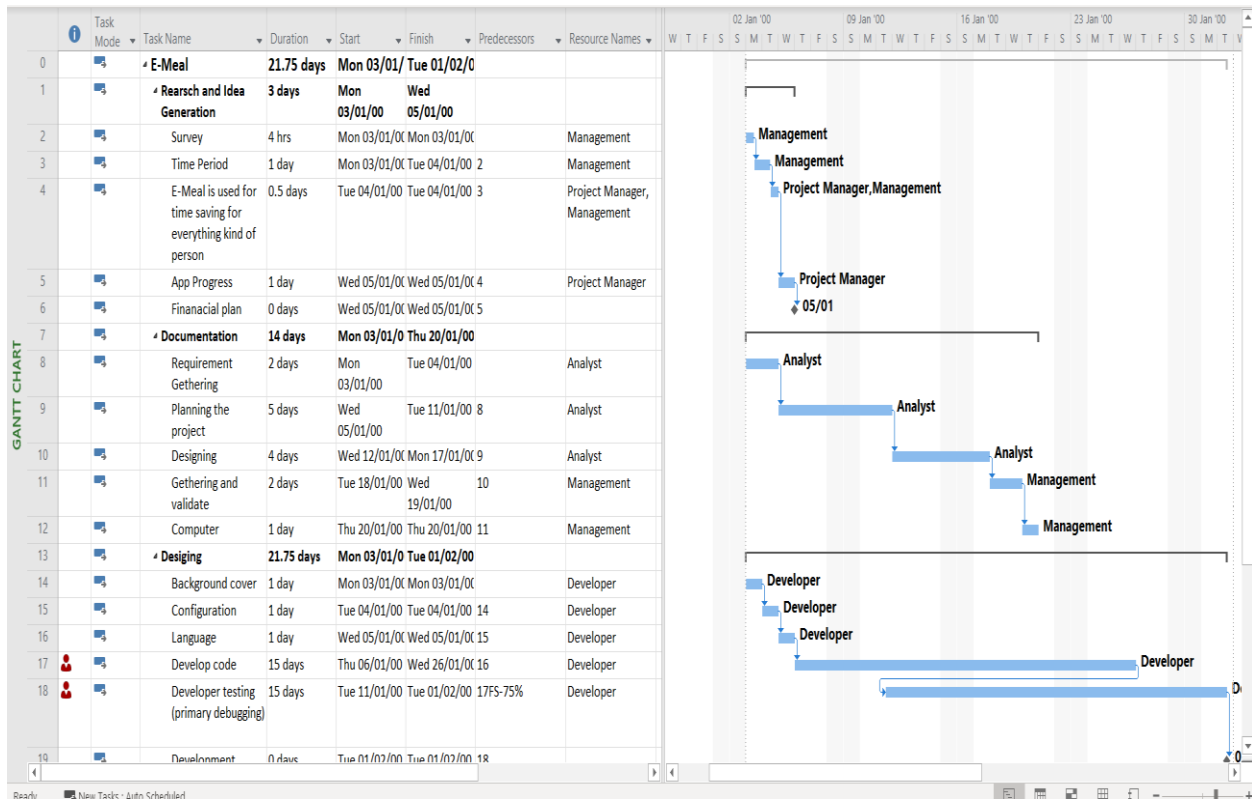 Task
Mode Task Name Duration Start Finish Predecessors Resource Names
02 Jan '00 09 Jan '00 16 Jan '00 23 Jan '00 30 Jan '00
W T F S S M T W T F S S M T W T F S S M T W T F S S M T W T F S S M T
0 E-Meal 21.75 days Mon 03/01/ Tue 01/02/0
1 Rearsch and Idea 3 days Mon Wed
Generation 03/01/00 05/01/00
2 Survey 4 hrs Mon 03/01/00 Mon 03/01/00 Management
Management
3 Time Period 1 day Mon 03/01/00 Tue 04/01/00 2 Management
Management
4 E-Meal is used for 0.5 days Tue 04/01/00 Tue 04/01/00 3 Project Manager,
time saving for Management
everything kind of
person
Project Manager,Management
5 App Progress 1 day Wed 05/01/00 Wed 05/01/00 4 Project Manager
Project Manager
6 Finanacial plan 0 days Wed 05/01/00 Wed 05/01/00 5
05/01
7 Documentation 14 days Mon 03/01/0 Thu 20/01/00
8 Requirement 2 days Mon Tue 04/01/00 Analyst
Gethering 03/01/00
Analyst
9 Planning the 5 days Wed Tue 11/01/00 8 Analyst
project 05/01/00
Analyst
10 Designing 4 days Wed 12/01/00 Mon 17/01/00 9 Analyst
Analyst
11 Gethering and 2 days Tue 18/01/00 Wed 10 Management
validate 19/01/00
Management
12 Computer 1 day Thu 20/01/00 Thu 20/01/00 11 Management
Management
13 Desiging 21.75 days Mon 03/01/0 Tue 01/02/00
14 Background cover 1 day Mon 03/01/00 Mon 03/01/00 Developer
Developer
15 Configuration 1 day Tue 04/01/00 Tue 04/01/00 14 Developer
Developer
16 Language 1 day Wed 05/01/00 Wed 05/01/00 15 Developer
Developer
17 Develop code 15 days Thu 06/01/00 Wed 26/01/00 16 Developer
Developer
18 Developer testing 15 days Tue 11/01/00 Tue 01/02/00 17FS-75% Developer
(primary debugging)
19 Development 0 days Tue 01/02/00 Tue 01/02/00 18
GANTT CHART
Ready New Tasks : Auto Scheduled